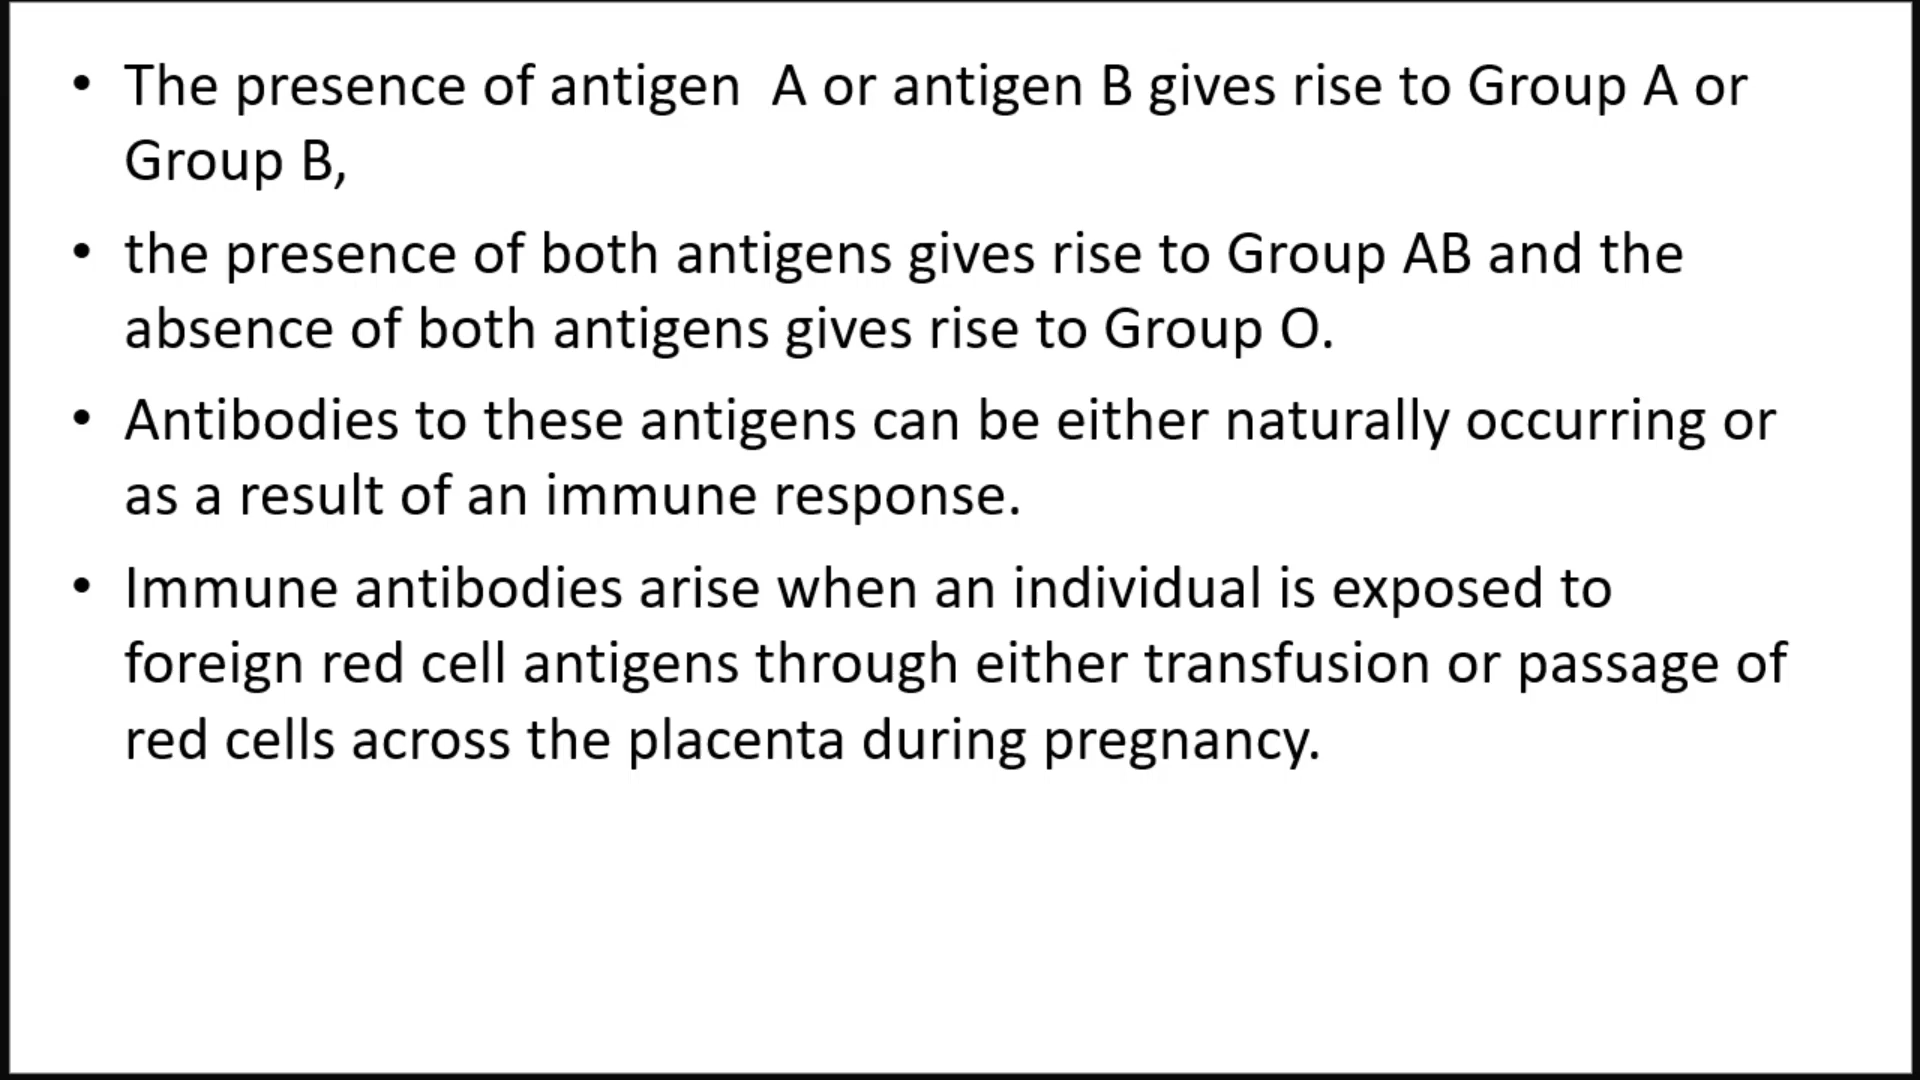 • The presence of antigen  A or antigen B gives rise to Group A or
Group B,
• the presence of both antigens gives rise to Group AB and the
absence of both antigens gives rise to Group O.
• Antibodies to these antigens can be either naturally occurring or
as a result of an immune response.
• Immune antibodies arise when an individual is exposed to
foreign red cell antigens through either transfusion or passage of
red cells across the placenta during pregnancy.